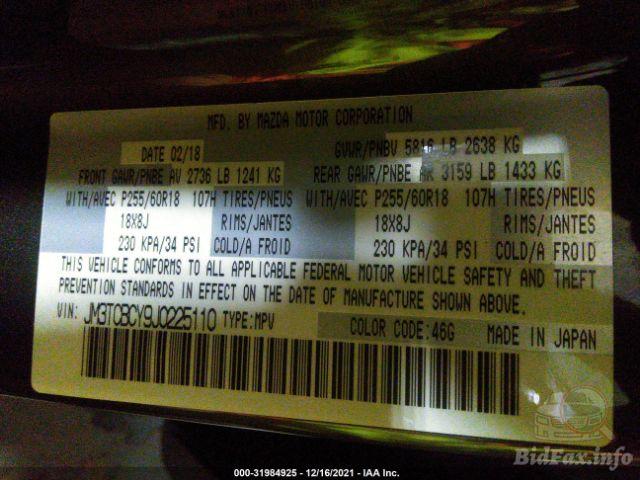 MFD. BY MAZDA MOTOR CORPORATION
DATE 02/18
GVWR/PNBV 5816 LB 2638 KG
FRONT GAWR/PNBE AV 2736 LB 1241 KG
REAR GAWR/PNBE AR 3159 LB 1433 KG
WITH/AVEC P255/60R18 107H TIRES/PNEUS
WITH/AVEC P255/60R18 107H TIRES/PNEUS
18X8J RIMS/JANTES
18X8J RIMS/JANTES
230 KPA/34 PSI COLD/A FROID
230 KPA/34 PSI COLD/A FROID
THIS VEHICLE CONFORMS TO ALL APPLICABLE FEDERAL MOTOR VEHICLE SAFETY AND THEFT
PREVENTION STANDARDS IN EFFECT ON THE DATE OF MANUFACTURE SHOWN ABOVE.
VIN: JM3TCBCY9J0225110 TYPE:MPV
COLOR CODE:46G MADE IN JAPAN
BidFax.info
000-31984925 - 12/16/2021 - IAA Inc.